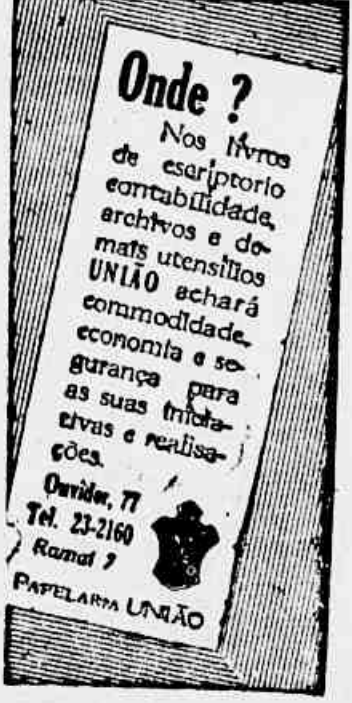 Onde ?
Nos livros
de escriptorio
contabilidade,
archivos e de-
mais utensilios
UNIÃO achará
commodidade,
economia e se-
gurança para
as suas inicia-
tivas e realisa-
ções.
Ouvidor, 77
Tel. 23-2160
Ramal 7
PAPELARIA UNIÃO